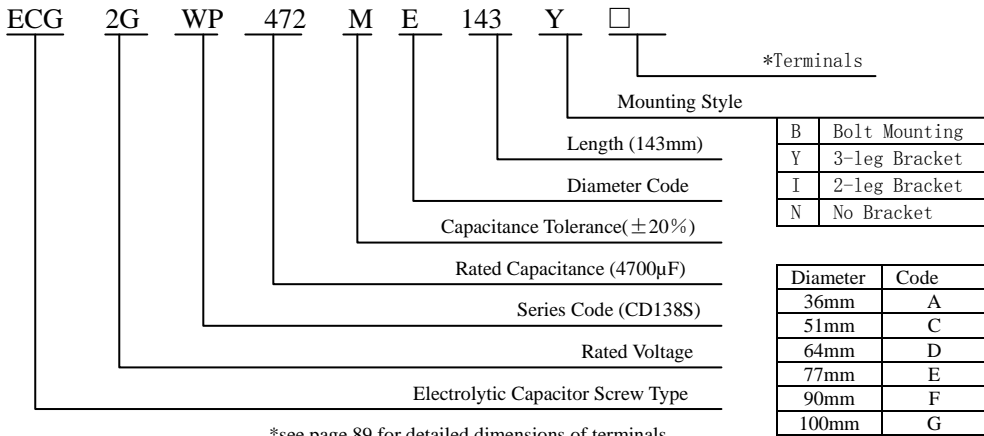 ECG 2G WP 472 M E 143 Y □
*Terminals
Mounting Style
B Bolt Mounting
Y 3-leg Bracket
I 2-leg Bracket
N No Bracket
Length (143mm)
Diameter Code
Capacitance Tolerance(±20%)
Rated Capacitance (4700µF)
Series Code (CD138S)
Rated Voltage
Electrolytic Capacitor Screw Type
Diameter Code
36mm A
51mm C
64mm D
77mm E
90mm F
100mm G
*see page 89 for detailed dimensions of terminals